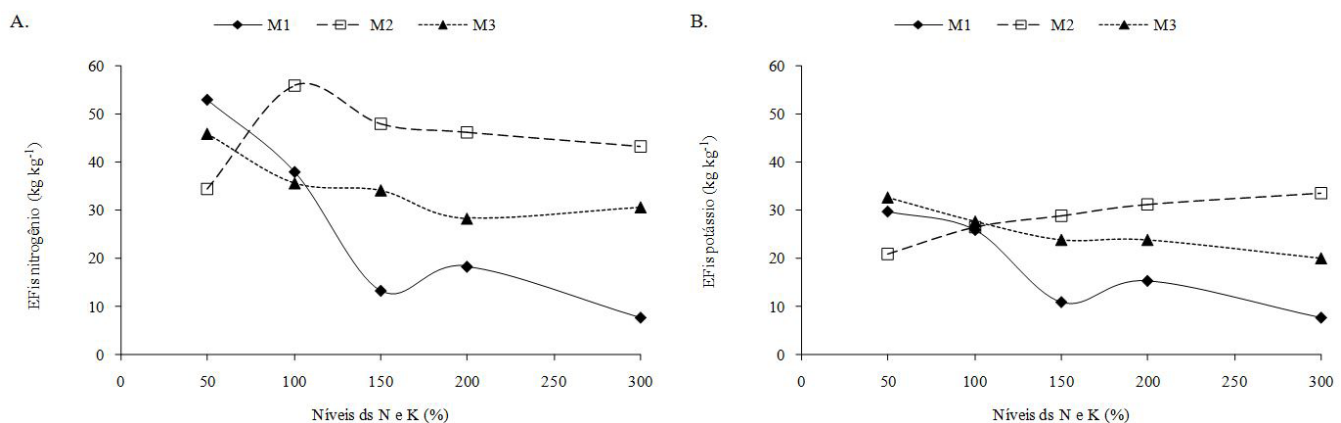 A.
M1 M2 M3
EFis nitrogênio (kg kg-1)
60
50
40
30
20
10
0
0 50 100 150 200 250 300
Níveis ds N e K (%)
B.
M1 M2 M3
EFis potássio (kg kg-1)
60
50
40
30
20
10
0
0 50 100 150 200 250 300
Níveis ds N e K (%)